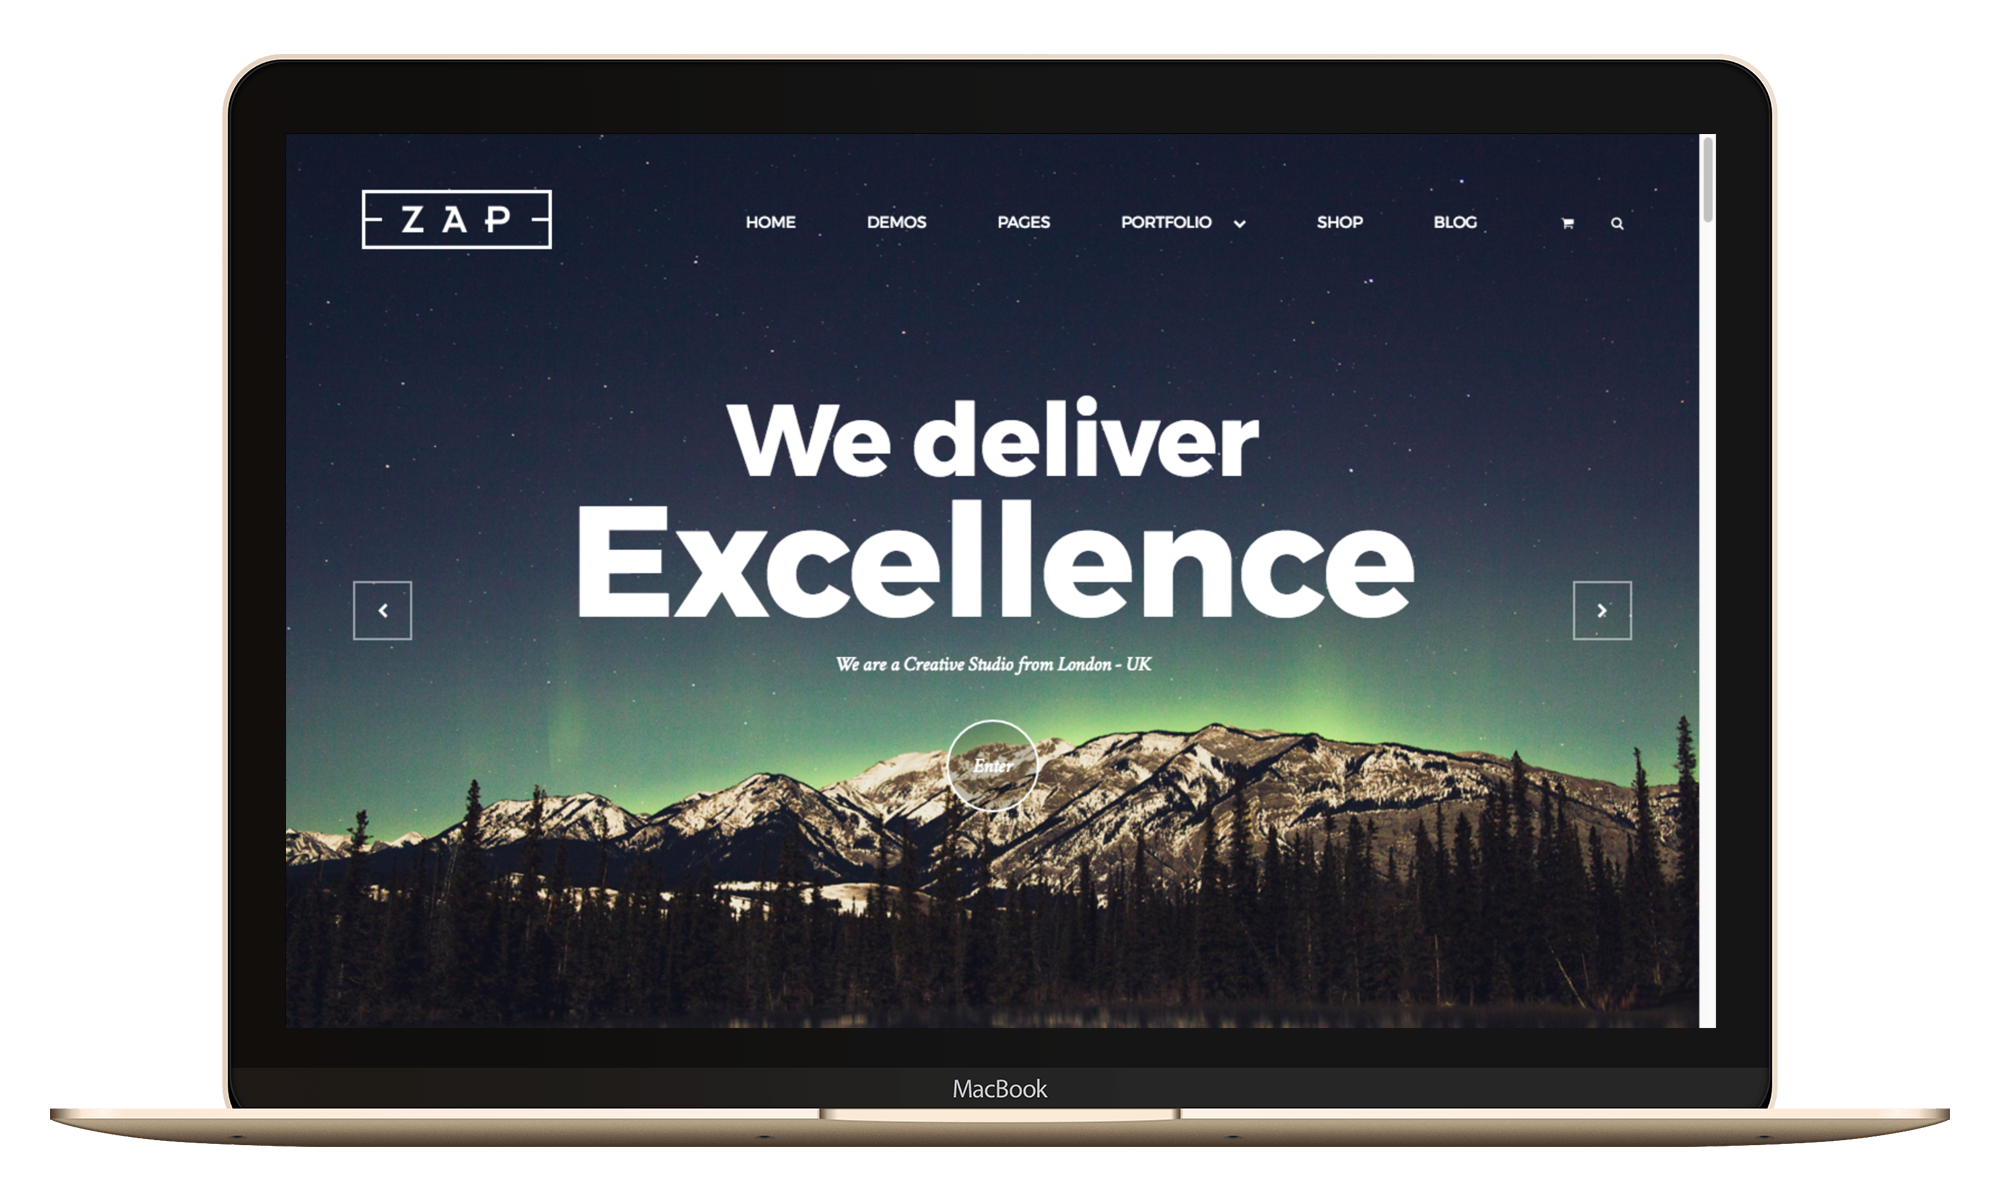 ZAP
HOME DEMOS PAGES PORTFOLIO SHOP BLOG
We deliver
Excellence
We are a Creative Studio from London - UK
Enter
MacBook